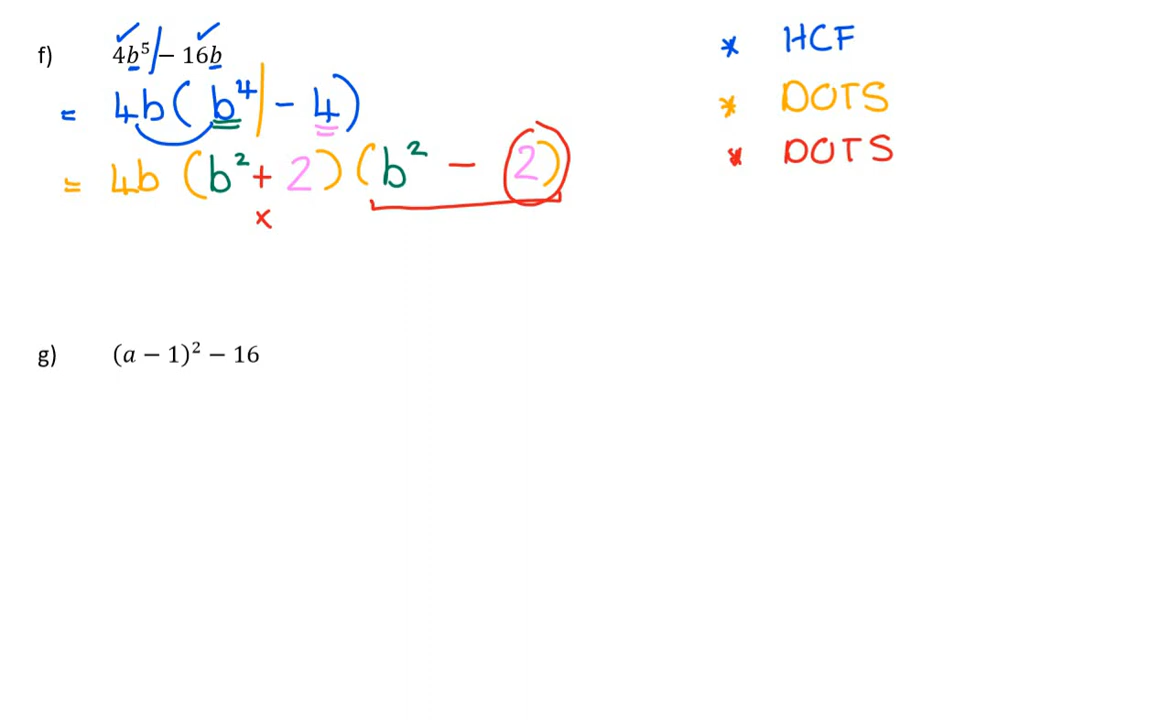 f) 4b⁵ − 16b
= 4b(b⁴ − 4)
= 4b (b² + 2)(b² − 2)
x
* HCF
* DOTS
* DOTS
g) (a − 1)² − 16